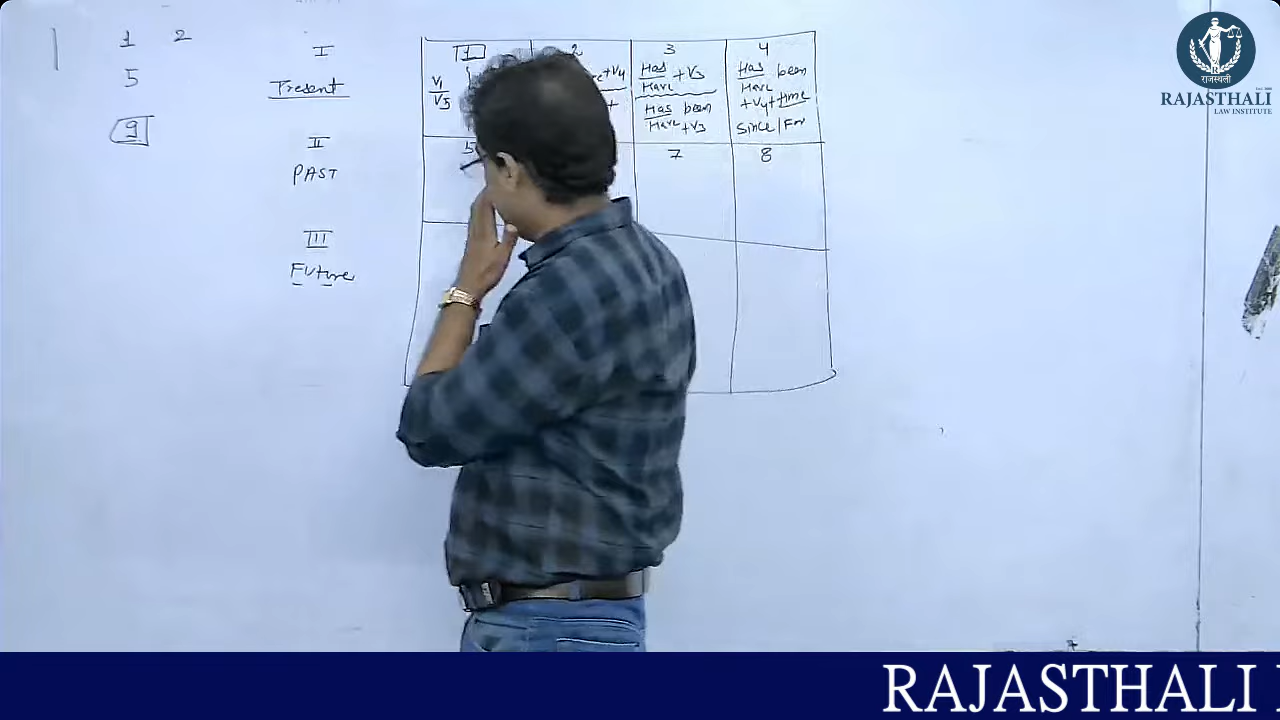 1 2
5
9
I
Present
II
PAST
III
Future
1 2 3 4
V1
V5
+V4
+
Has
Have +V3
Has been
Have +V3
Has been
Have
+V4+time
Since/For
5 7 8
राजस्थली
RAJASTHALI
LAW INSTITUTE
RAJASTHALI